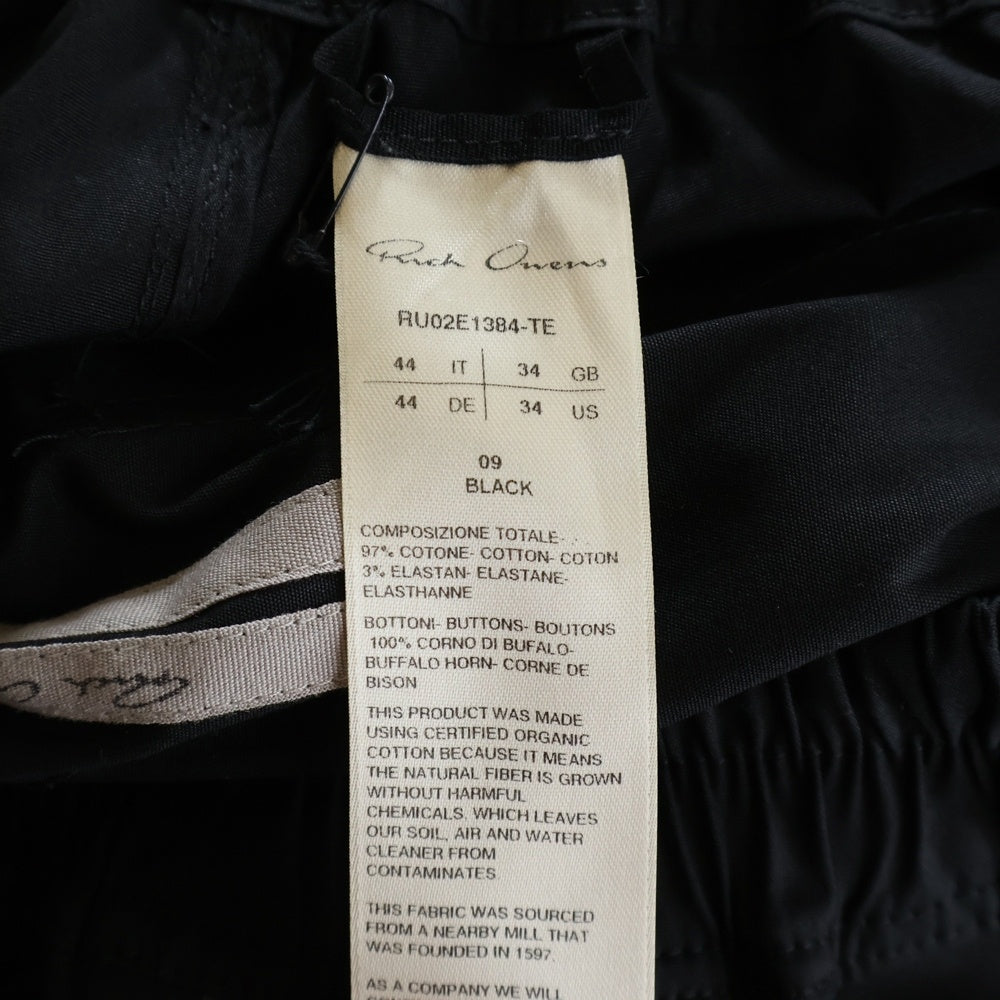 Rick Owens
RU02E1384-TE
44 IT 34 GB
44 DE 34 US
09
BLACK
COMPOSIZIONE TOTALE-
97% COTONE- COTTON- COTON
3% ELASTAN- ELASTANE-
ELASTHANNE
BOTTONI- BUTTONS- BOUTONS
100% CORNO DI BUFALO-
BUFFALO HORN- CORNE DE
BISON
THIS PRODUCT WAS MADE
USING CERTIFIED ORGANIC
COTTON BECAUSE IT MEANS
THE NATURAL FIBER IS GROWN
WITHOUT HARMFUL
CHEMICALS, WHICH LEAVES
OUR SOIL, AIR AND WATER
CLEANER FROM
CONTAMINATES
THIS FABRIC WAS SOURCED
FROM A NEARBY MILL THAT
WAS FOUNDED IN 1597.
AS A COMPANY WE WILL